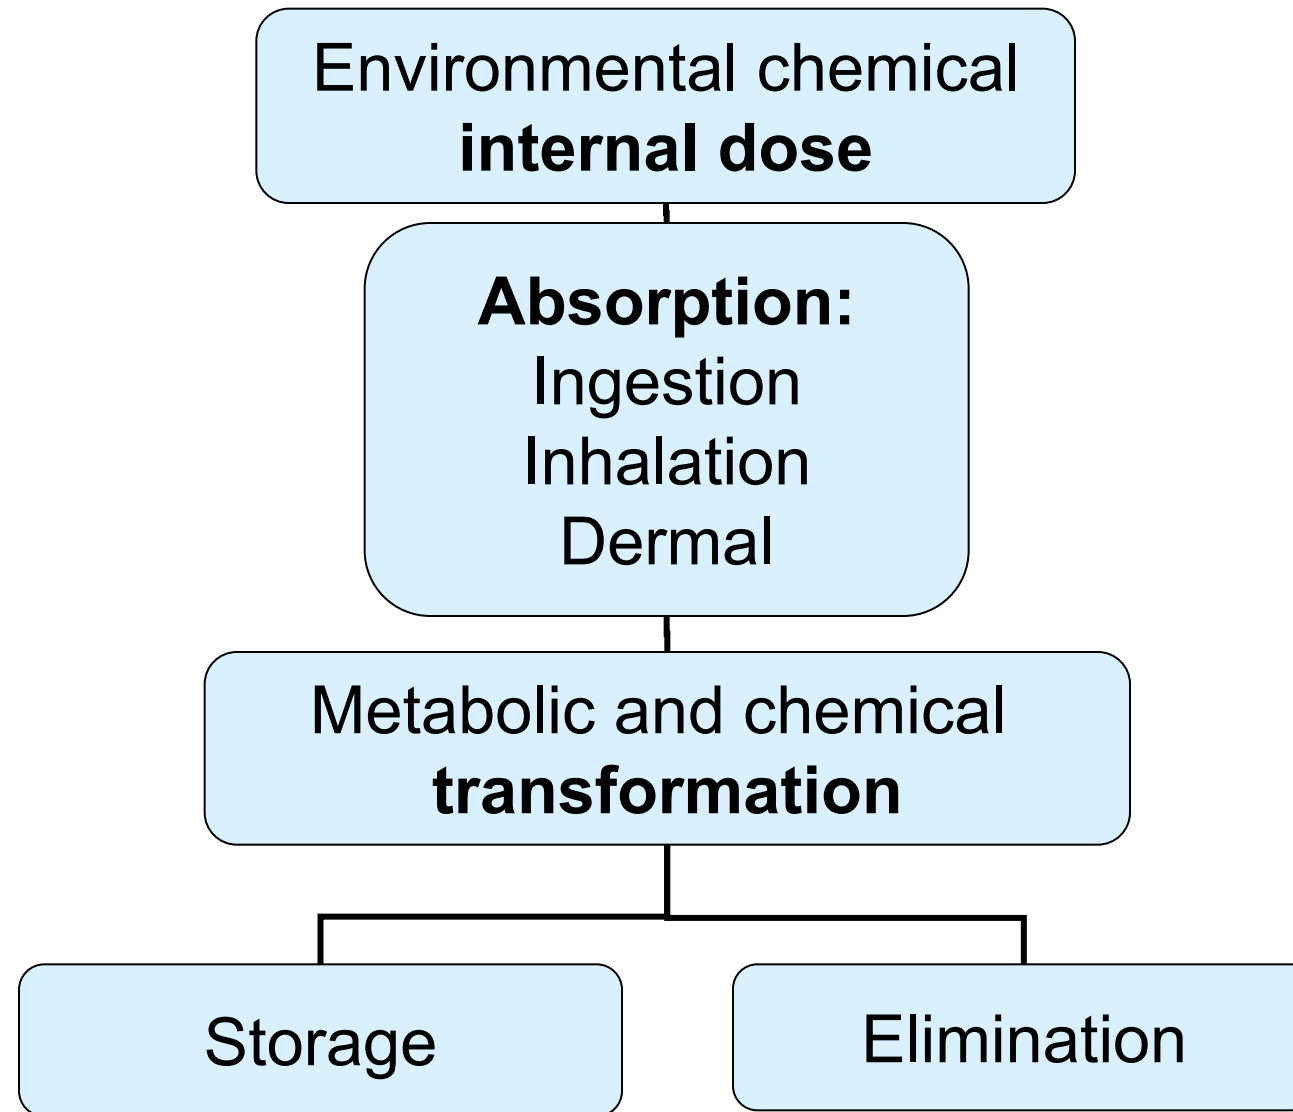 Environmental chemical
internal dose
Absorption:
Ingestion
Inhalation
Dermal
Metabolic and chemical
transformation
Storage
Elimination